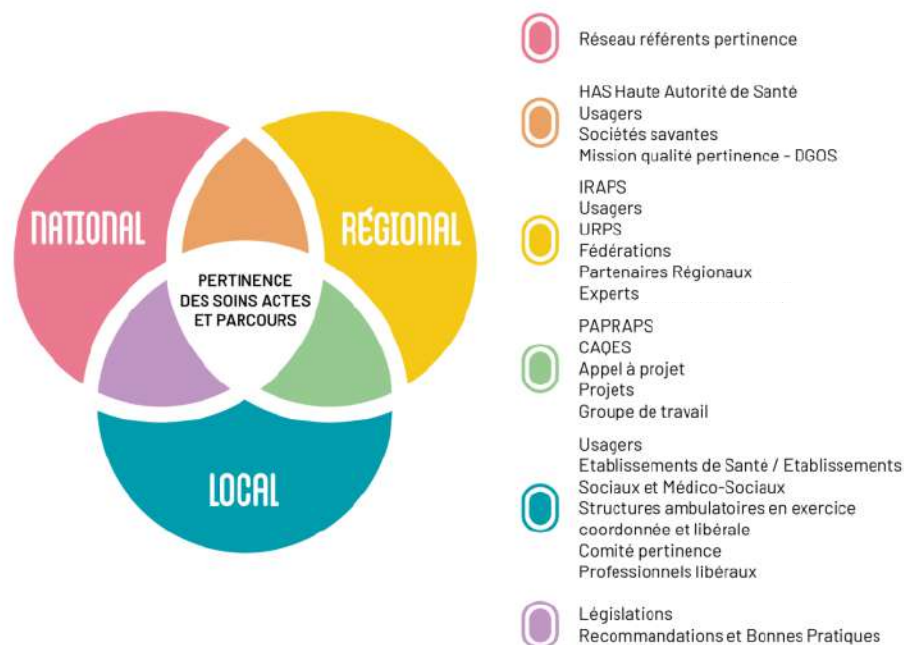 NATIONAL
RÉGIONAL
PERTINENCE
DES SOINS ACTES
ET PARCOURS
LOCAL
Réseau référents pertinence
HAS Haute Autorité de Santé
Usagers
Sociétés savantes
Mission qualité pertinence - DGOS
IRAPS
Usagers
URPS
Fédérations
Partenaires Régionaux
Experts
PAPRAPS
CAQES
Appel à projet
Projets
Groupe de travail
Usagers
Etablissements de Santé / Etablissements
Sociaux et Médico-Sociaux
Structures ambulatoires en exercice
coordonnée et libérale
Comité pertinence
Professionnels libéraux
Législations
Recommandations et Bonnes Pratiques